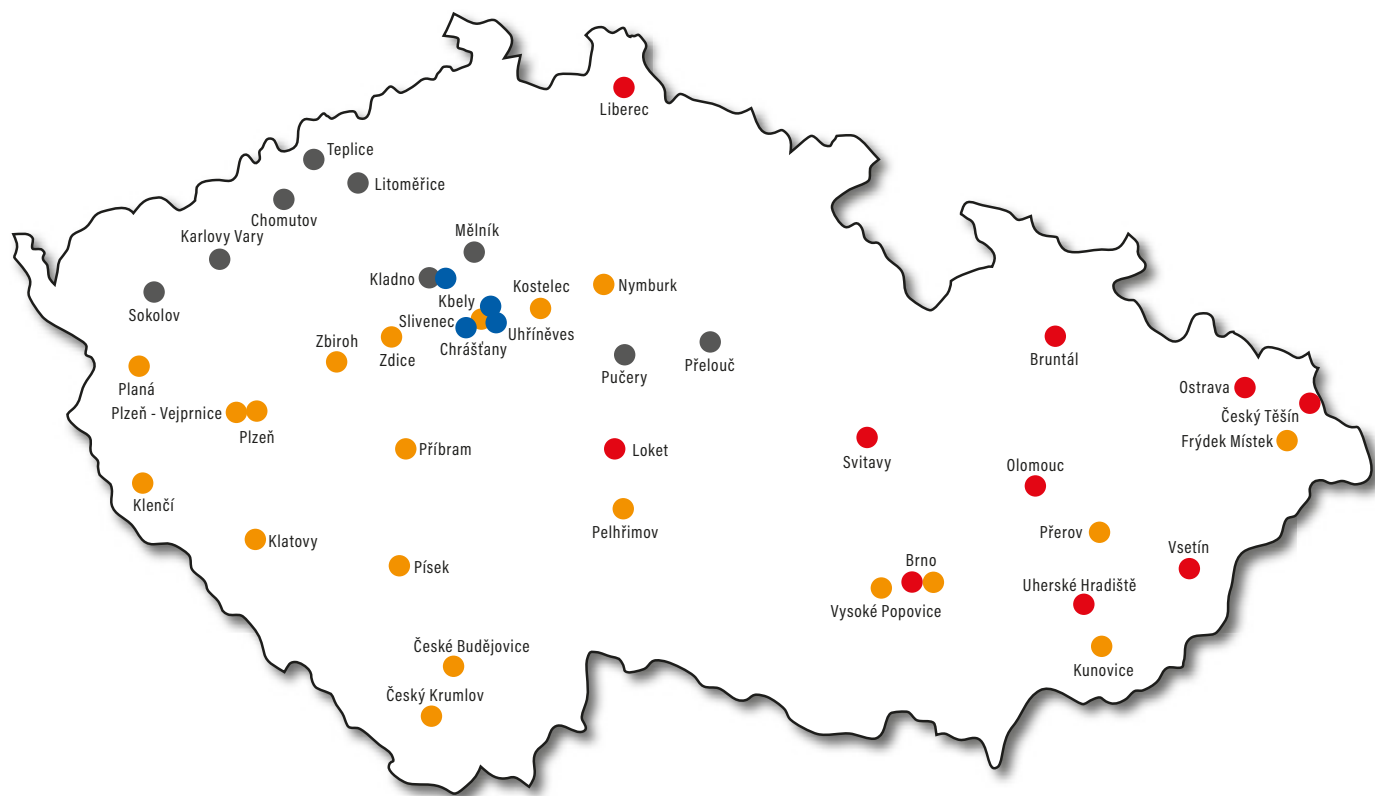 Liberec
Teplice
Litoměřice
Chomutov
Karlovy Vary
Mělník
Kladno
Sokolov
Kbely
Kostelec
Nymburk
Slivenec
Uhříněves
Chrášťany
Zbiroh
Zdice
Pučery
Přelouč
Bruntál
Planá
Plzeň - Vejprnice
Plzeň
Ostrava
Český Těšín
Frýdek Místek
Příbram
Loket
Svitavy
Olomouc
Klenčí
Pelhřimov
Klatovy
Přerov
Písek
Brno
Vsetín
Vysoké Popovice
Uherské Hradiště
České Budějovice
Kunovice
Český Krumlov